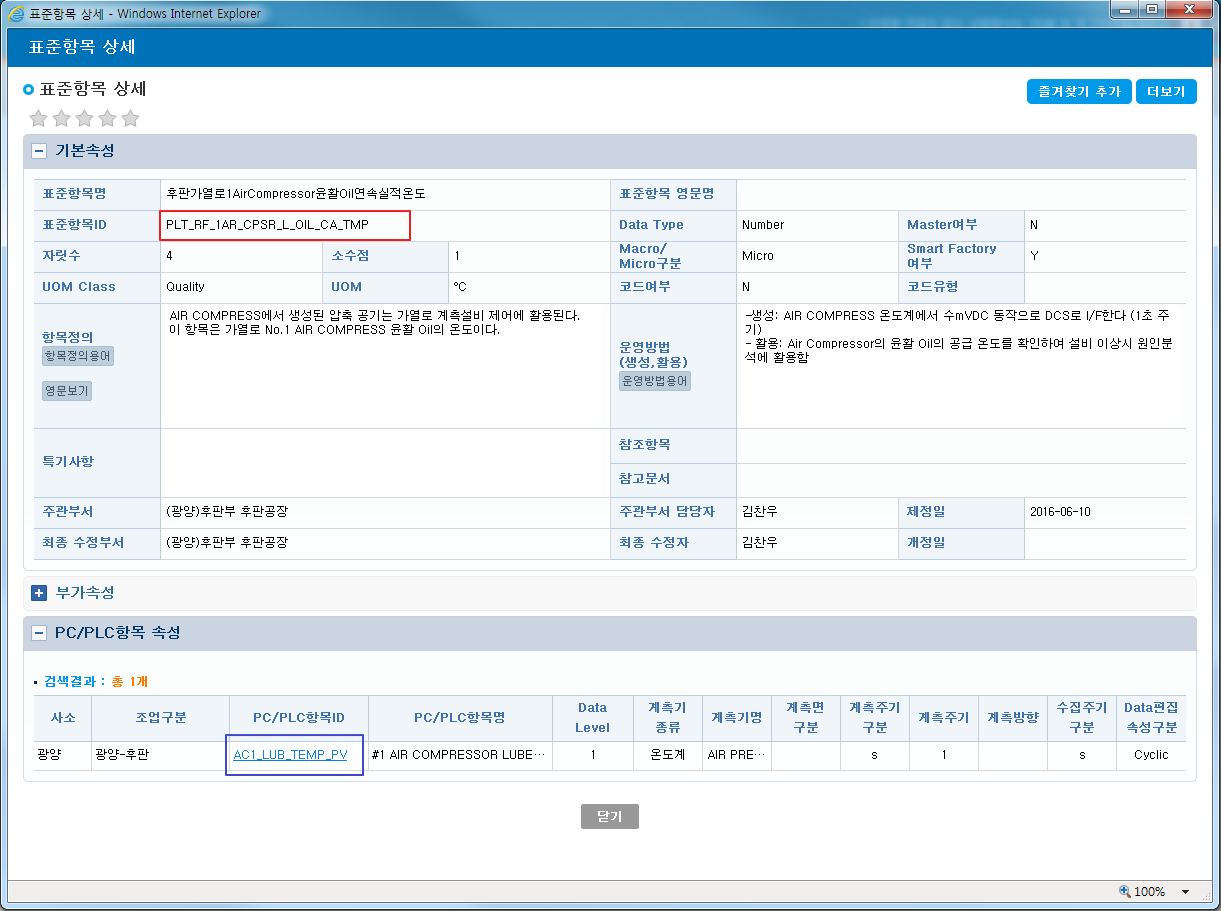 표준항목 상세 - Windows Internet Explorer
표준항목 상세
표준항목 상세
즐겨찾기 추가
더보기
기본속성
표준항목명
후판가열로1AirCompressor윤활Oil연속실적온도
표준항목 영문명
표준항목ID
PLT_RF_1AR_CPSR_L_OIL_CA_TMP
Data Type
Number
Master여부
N
자릿수
4
소수점
1
Macro/
Micro구분
Micro
Smart Factory
여부
Y
UOM Class
Quality
UOM
℃
코드여부
N
코드유형
항목정의
항목정의용어
영문보기
AIR COMPRESS에서 생성된 압축 공기는 가열로 계측설비 제어에 활용된다.
이 항목은 가열로 No.1 AIR COMPRESS 윤활 Oil의 온도이다.
운영방법
(생성,활용)
운영방법용어
-생성: AIR COMPRESS 온도계에서 수mVDC 동작으로 DCS로 I/F한다 (1초 주
기)
- 활용: Air Compressor의 윤활 Oil의 공급 온도를 확인하여 설비 이상시 원인분
석에 활용함
특기사항
참조항목
참고문서
주관부서
(광양)후판부 후판공장
주관부서 담당자
김찬우
제정일
2016-06-10
최종 수정부서
(광양)후판부 후판공장
최종 수정자
김찬우
개정일
부가속성
PC/PLC항목 속성
검색결과 : 총 1개
사소
조업구분
PC/PLC항목ID
PC/PLC항목명
Data
Level
계측기
종류
계측기명
계측면
구분
계측주기
구분
계측주기
계측방향
수집주기
구분
Data편집
속성구분
광양
광양-후판
AC1_LUB_TEMP_PV
#1 AIR COMPRESSOR LUBE…
1
온도계
AIR PRE…
s
1
s
Cyclic
닫기
100%